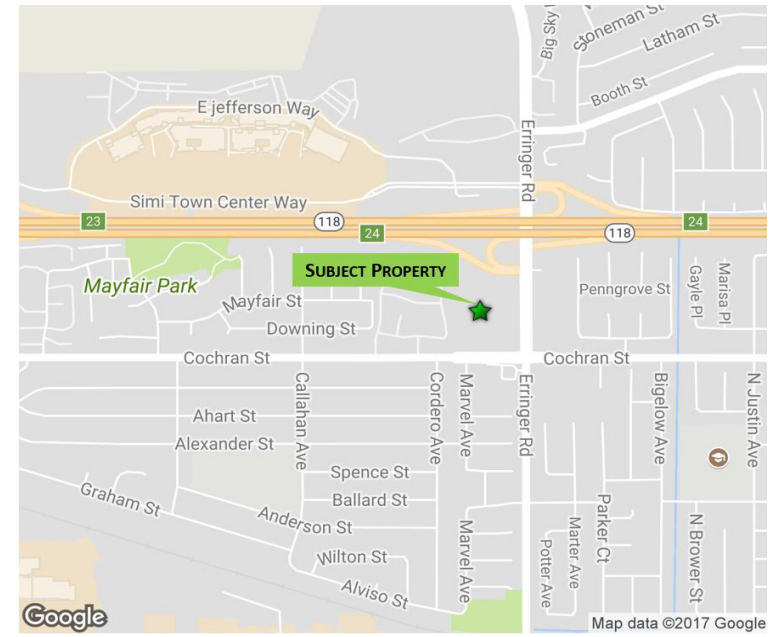 Big Sky
Stoneman St
Latham St
Booth St
E jefferson Way
Erringer Rd
Simi Town Center Way
23
118
24
118
24
SUBJECT PROPERTY
Mayfair Park
Mayfair St
Penngrove St
Gayle Pl
Marisa Pl
Downing St
Cochran St
Cochran St
Callahan Ave
Cordero Ave
Marvel Ave
Erringer Rd
Bigelow Ave
N Justin Ave
Ahart St
Alexander St
Spence St
Graham St
Ballard St
Anderson St
Parker Ct
Marter Ave
Potter Ave
N Brower St
Marvel Ave
Wilton St
Alviso St
Google
Map data ©2017 Google